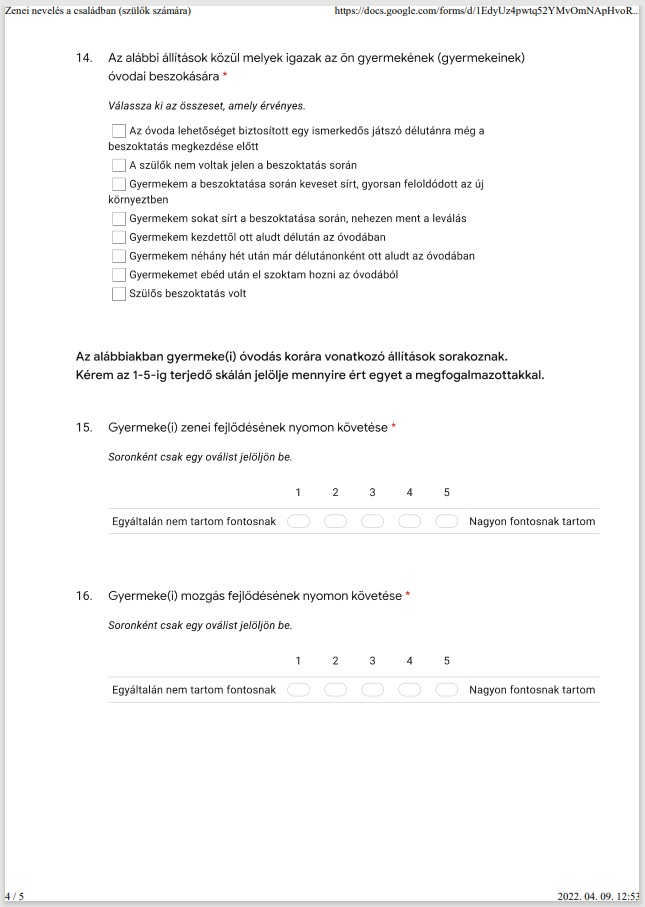 Zenei nevelés a családban (szülők számára) https://docs.google.com/forms/d/1EdyUz4pwtq52YMvOmNApHvoR...
14. Az alábbi állítások közül melyek igazak az ön gyermekének (gyermekeinek)
óvodai beszokására *
Válassza ki az összeset, amely érvényes.
Az óvoda lehetőséget biztosított egy ismerkedős játszó délutánra még a
beszoktatás megkezdése előtt
A szülők nem voltak jelen a beszoktatás során
Gyermekem a beszoktatása során keveset sírt, gyorsan feloldódott az új
környeztben
Gyermekem sokat sírt a beszoktatása során, nehezen ment a leválás
Gyermekem kezdettől ott aludt délután az óvodában
Gyermekem néhány hét után már délutánonként ott aludt az óvodában
Gyermekemet ebéd után el szoktam hozni az óvodából
Szülős beszoktatás volt
Az alábbiakban gyermeke(i) óvodás korára vonatkozó állítások sorakoznak.
Kérem az 1-5-ig terjedő skálán jelölje mennyire ért egyet a megfogalmazottakkal.
15. Gyermeke(i) zenei fejlődésének nyomon követése *
Soronként csak egy oválist jelöljön be.
1 2 3 4 5
Egyáltalán nem tartom fontosnak Nagyon fontosnak tartom
16. Gyermeke(i) mozgás fejlődésének nyomon követése *
Soronként csak egy oválist jelöljön be.
1 2 3 4 5
Egyáltalán nem tartom fontosnak Nagyon fontosnak tartom
4 / 5 2022. 04. 09. 12:53